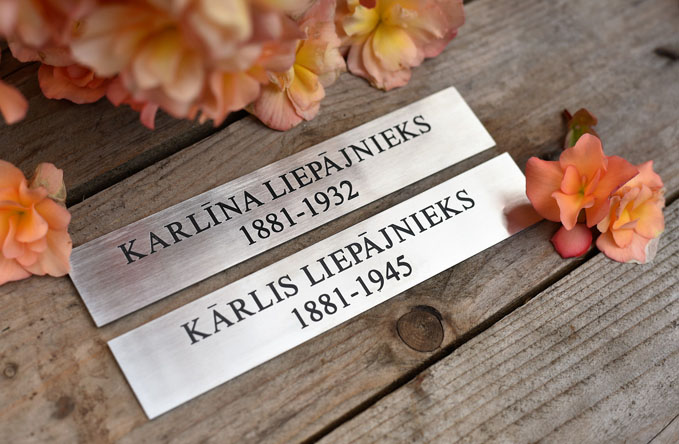 KARLĪNA LIEPĀJNIEKS
1881-1932
KĀRLIS LIEPĀJNIEKS
1881-1945